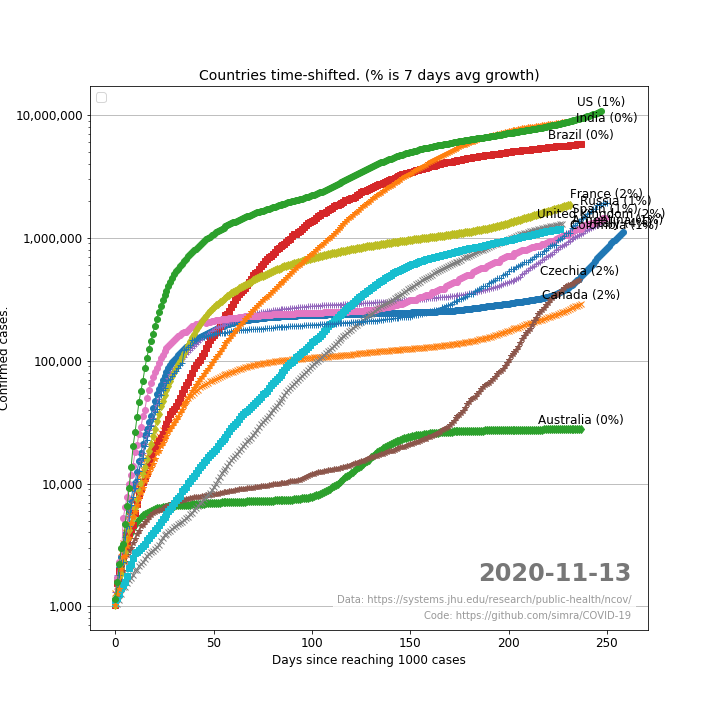 Countries time-shifted. (% is 7 days avg growth)
US (1%)
India (0%)
Brazil (0%)
France (2%)
Russia (1%)
Spain (1%)
United Kingdom (2%)
Colombia (1%)
Czechia (2%)
Canada (2%)
Australia (0%)
10,000,000
1,000,000
100,000
10,000
1,000
Confirmed cases.
2020-11-13
Data: https://systems.jhu.edu/research/public-health/ncov/
Code: https://github.com/simra/COVID-19
0 50 100 150 200 250
Days since reaching 1000 cases